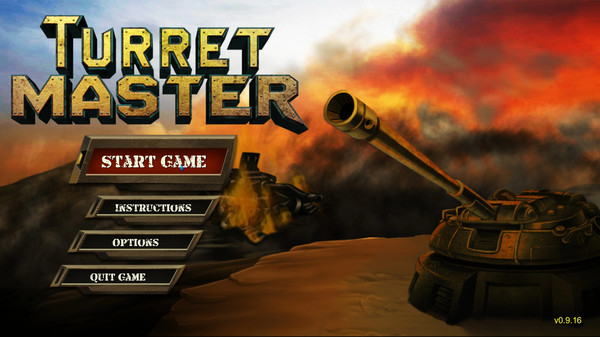 TURRET
MASTER
START GAME
INSTRUCTIONS
OPTIONS
QUIT GAME
v0.9.16